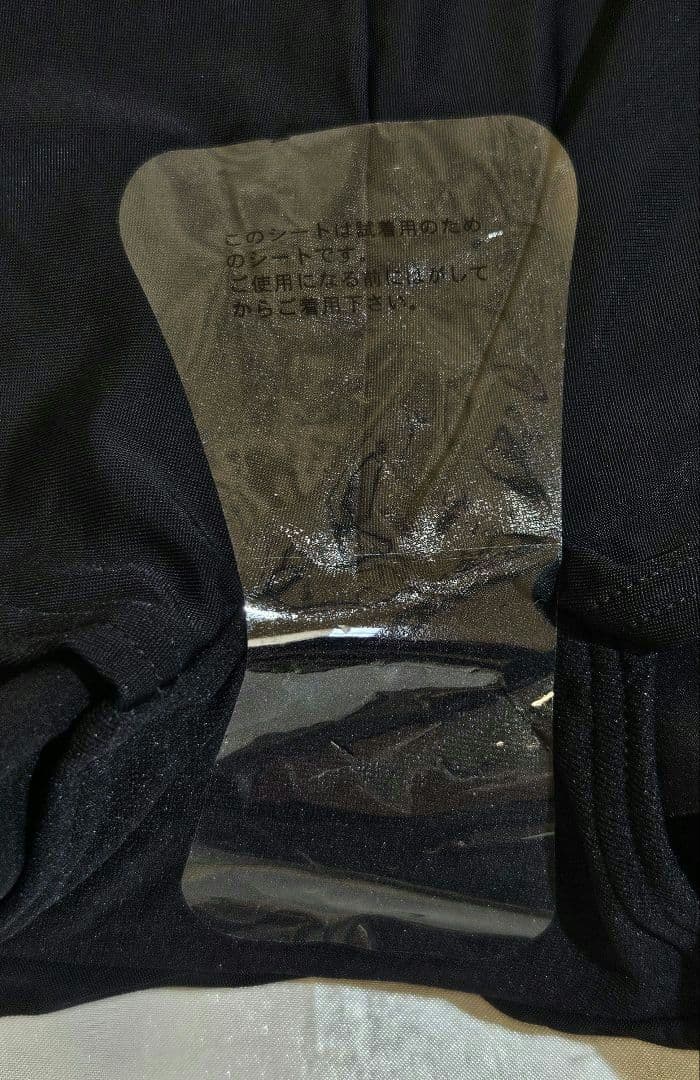 このシートは試着用のため
のシートです。
ご使用になる前にはがして
からご着用下さい。